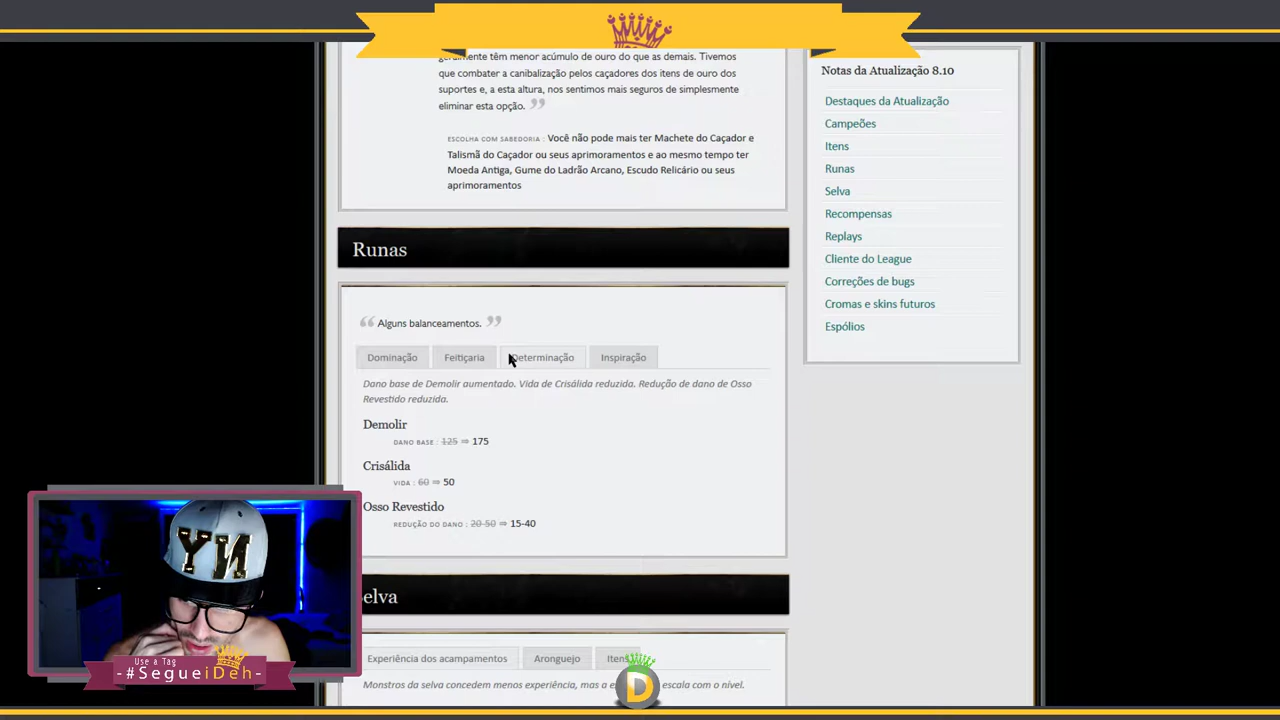 geralmente têm menor acúmulo de ouro do que as demais. Tivemos
que combater a canibalização pelos caçadores dos itens de ouro dos
suportes e, a esta altura, nos sentimos mais seguros de simplesmente
eliminar esta opção. ”
ESCOLHA COM SABEDORIA : Você não pode mais ter Machete do Caçador e
Talismã do Caçador ou seus aprimoramentos e ao mesmo tempo ter
Moeda Antiga, Gume do Ladrão Arcano, Escudo Relicário ou seus
aprimoramentos
Runas
“ Alguns balanceamentos. ”
Dominação Feitiçaria Determinação Inspiração
Dano base de Demolir aumentado. Vida de Crisálida reduzida. Redução de dano de Osso
Revestido reduzida.
Demolir
DANO BASE : 125 ⇒ 175
Crisálida
VIDA : 60 ⇒ 50
Osso Revestido
REDUÇÃO DO DANO : 20-50 ⇒ 15-40
elva
Experiência dos acampamentos Aronguejo Itens
Monstros da selva concedem menos experiência, mas a e escala com o nível.
Notas da Atualização 8.10
Destaques da Atualização
Campeões
Itens
Runas
Selva
Recompensas
Replays
Cliente do League
Correções de bugs
Cromas e skins futuros
Espólios
YN
Use a Tag
-#SegueiDeh-
D